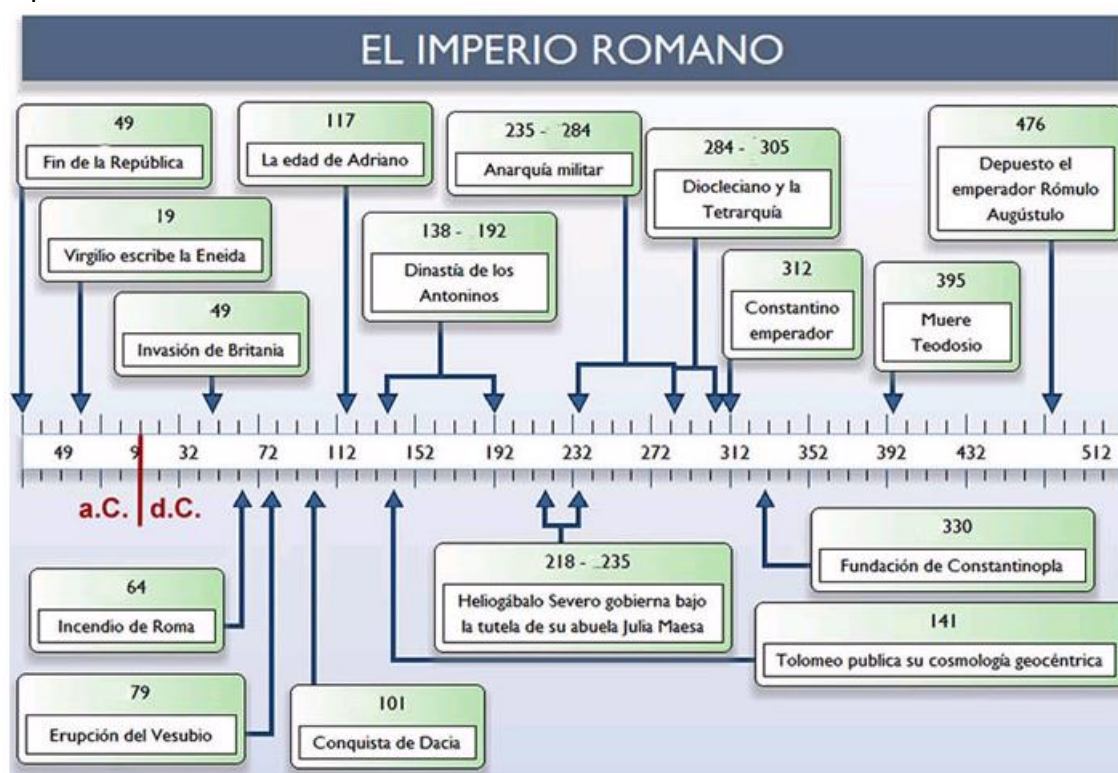 EL IMPERIO ROMANO
49
Fin de la República
19
Virgilio escribe la Eneida
49
Invasión de Britania
117
La edad de Adriano
138 - 192
Dinastía de los
Antoninos
235 - 284
Anarquía militar
284 - 305
Diocleciano y la
Tetrarquía
312
Constantino
emperador
395
Muere
Teodosio
476
Depuesto el
emperador Rómulo
Augústulo
49 9 32 72 112 152 192 232 272 312 352 392 432 512
a.C. d.C.
64
Incendio de Roma
79
Erupción del Vesubio
101
Conquista de Dacia
218 - 235
Heliogábalo Severo gobierna bajo
la tutela de su abuela Julia Maesa
330
Fundación de Constantinopla
141
Tolomeo publica su cosmología geocéntrica